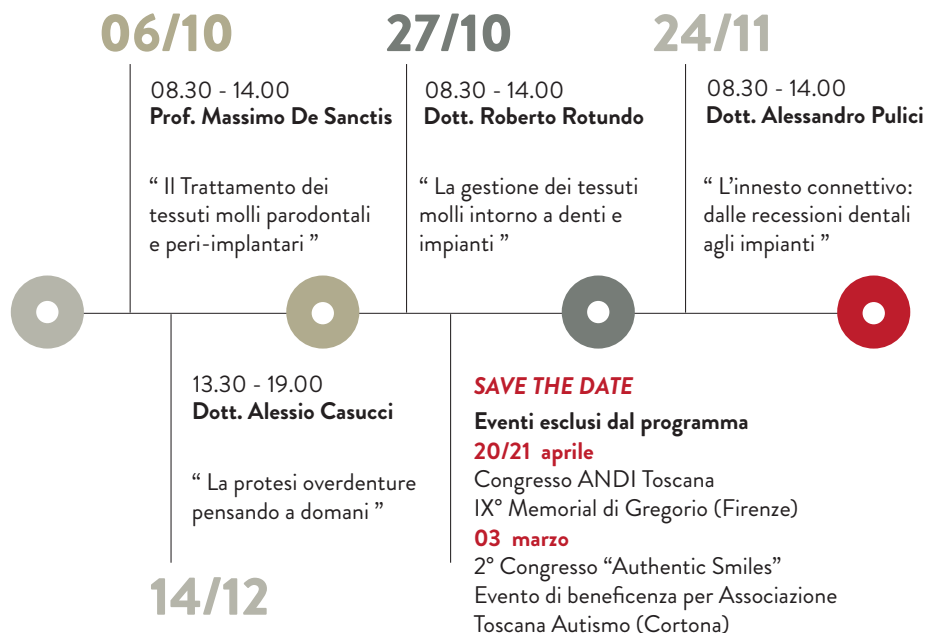 06/10
08.30 - 14.00
Prof. Massimo De Sanctis
“ Il Trattamento dei
tessuti molli parodontali
e peri-implantari ”
27/10
08.30 - 14.00
Dott. Roberto Rotundo
“ La gestione dei tessuti
molli intorno a denti e
impianti ”
24/11
08.30 - 14.00
Dott. Alessandro Pulici
“ L’innesto connettivo:
dalle recessioni dentali
agli impianti ”
13.30 - 19.00
Dott. Alessio Casucci
“ La protesi overdenture
pensando a domani ”
14/12
SAVE THE DATE
Eventi esclusi dal programma
20/21 aprile
Congresso ANDI Toscana
IX° Memorial di Gregorio (Firenze)
03 marzo
2° Congresso “Authentic Smiles”
Evento di beneficenza per Associazione
Toscana Autismo (Cortona)